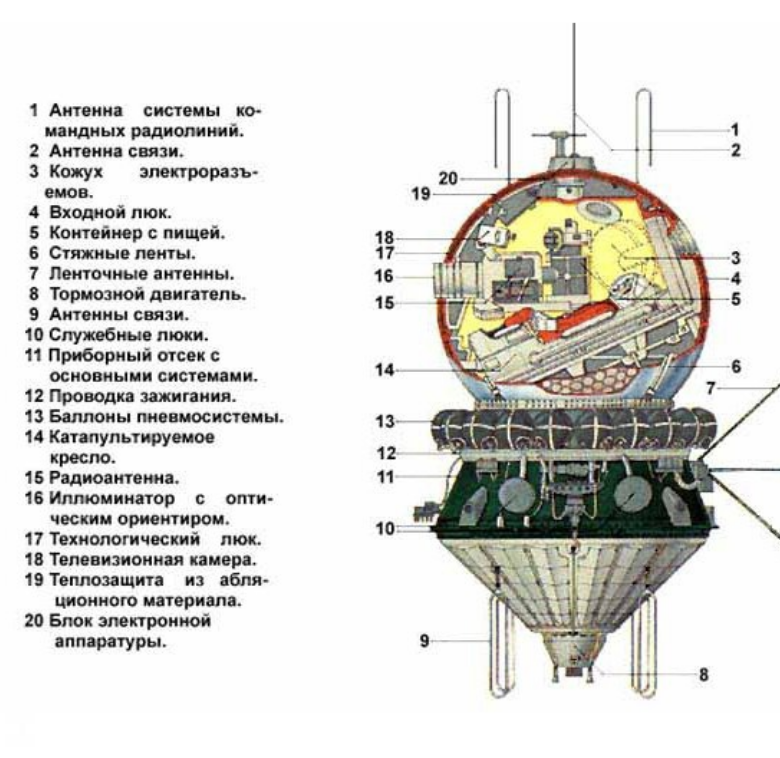 1 Антенна системы ко-
мандных радиолиний.
2 Антенна связи.
3 Кожух электроразъ-
емов.
4 Входной люк.
5 Контейнер с пищей.
6 Стяжные ленты.
7 Ленточные антенны.
8 Тормозной двигатель.
9 Антенны связи.
10 Служебные люки.
11 Приборный отсек с
основными системами.
12 Проводка зажигания.
13 Баллоны пневмосистемы.
14 Катапультируемое
кресло.
15 Радиоантенна.
16 Иллюминатор с опти-
ческим ориентиром.
17 Технологический люк.
18 Телевизионная камера.
19 Теплозащита из абля-
ционного материала.
20 Блок электронной
аппаратуры.
1
2
20
19
18
17
16
15
3
4
5
14
6
7
13
12
11
10
9
8